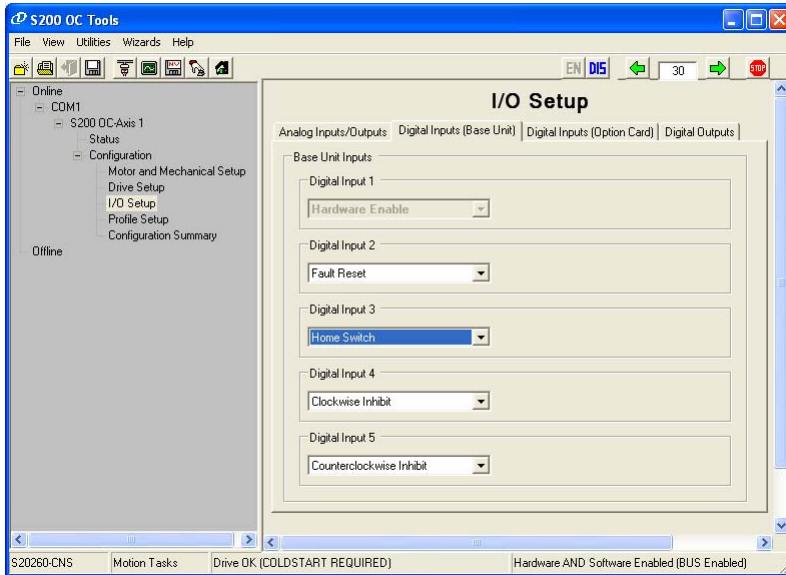 S200 OC Tools
File View Utilities Wizards Help
EN DIS 30 STOP
Online
COM1
S200 OC-Axis 1
Status
Configuration
Motor and Mechanical Setup
Drive Setup
I/O Setup
Profile Setup
Configuration Summary
Offline
I/O Setup
Analog Inputs/Outputs Digital Inputs (Base Unit) Digital Inputs (Option Card) Digital Outputs
Base Unit Inputs
Digital Input 1
Hardware Enable
Digital Input 2
Fault Reset
Digital Input 3
Home Switch
Digital Input 4
Clockwise Inhibit
Digital Input 5
Counterclockwise Inhibit
S20260-CNS Motion Tasks Drive OK (COLDSTART REQUIRED) Hardware AND Software Enabled (BUS Enabled)